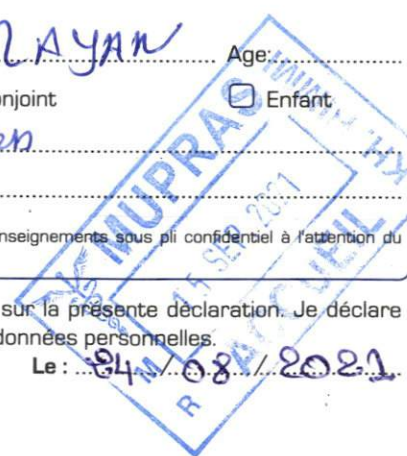 RAYAN Age:
onjoint Enfant
nseignements sous pli confidentiel à l'attention du
sur la présente déclaration. Je déclare
données personnelles.
Le : 24 / 08 / 2021
MUPRAS
15 SEP 2021
ACCUEIL
M
R